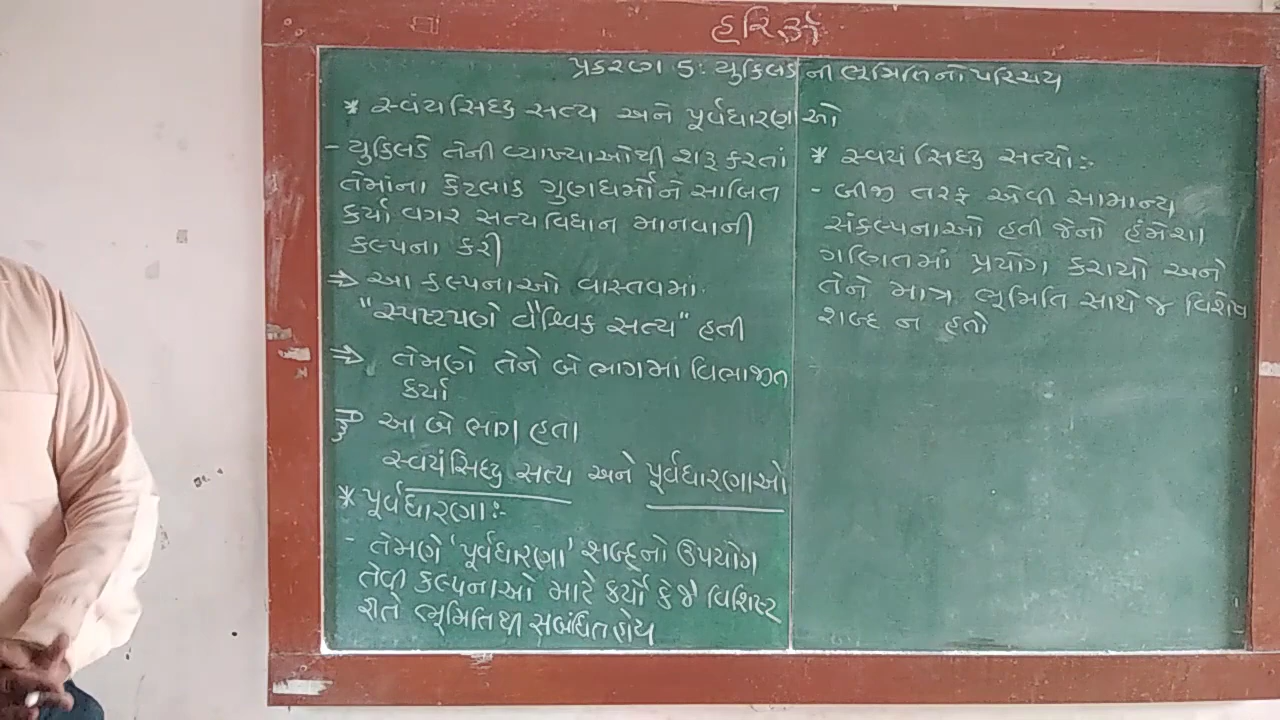 હરિ ૐ
પ્રકરણ 5: યુક્લિડની ભૂમિતિનો પરિચય
* સ્વંયસિધ્ધ સત્ય અને પૂર્વધારણાઓ
- યુક્લિડે તેની વ્યાખ્યાઓથી શરૂ કરતાં
તેમાંના કેટલાક ગુણધર્મોને સાબિત
કર્યા વગર સત્યવિધાન માનવાની
કલ્પના કરી
⇒ આ કલ્પનાઓ વાસ્તવમાં
"સ્પષ્ટપણે વૈશ્વિક સત્ય" હતી
⇒ તેમણે તેને બે ભાગમાં વિભાજીત
કર્યા
⇒ આ બે ભાગ હતા
સ્વયંસિધ્ધ સત્ય અને પૂર્વધારણાઓ
* પૂર્વધારણા:-
- તેમણે 'પૂર્વધારણા' શબ્દનો ઉપયોગ
તેવી કલ્પનાઓ માટે કર્યો કે જે વિશિષ્ટ
રીતે ભૂમિતિથી સબંધિત હોય
* સ્વયંસિધ્ધ સત્યો:-
- બીજી તરફ એવી સામાન્ય
સંકલ્પનાઓ હતી જેનો હંમેશા
ગણિતમાં પ્રયોગ કરાયો અને
તેને માત્ર ભૂમિતિ સાથે જ વિશેષ
શબ્દ ન હતો